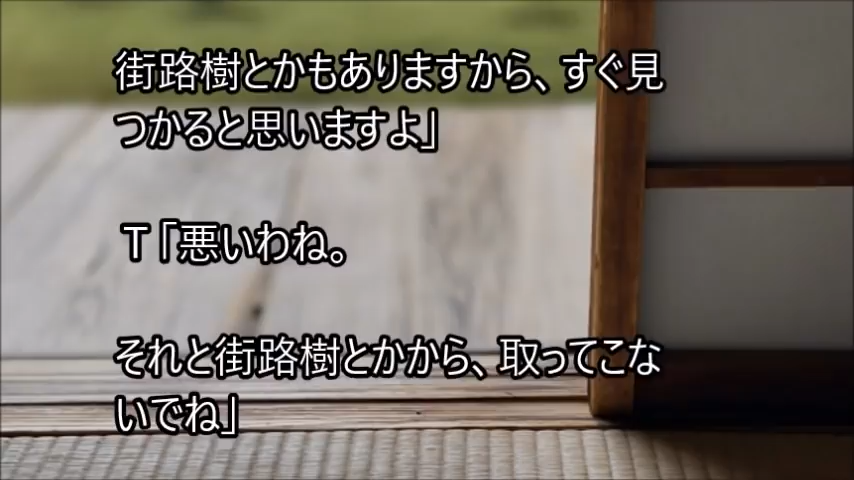 街路樹とかもありますから、すぐ見
つかると思いますよ」
T「悪いわね。
それと街路樹とかから、取ってこな
いでね」